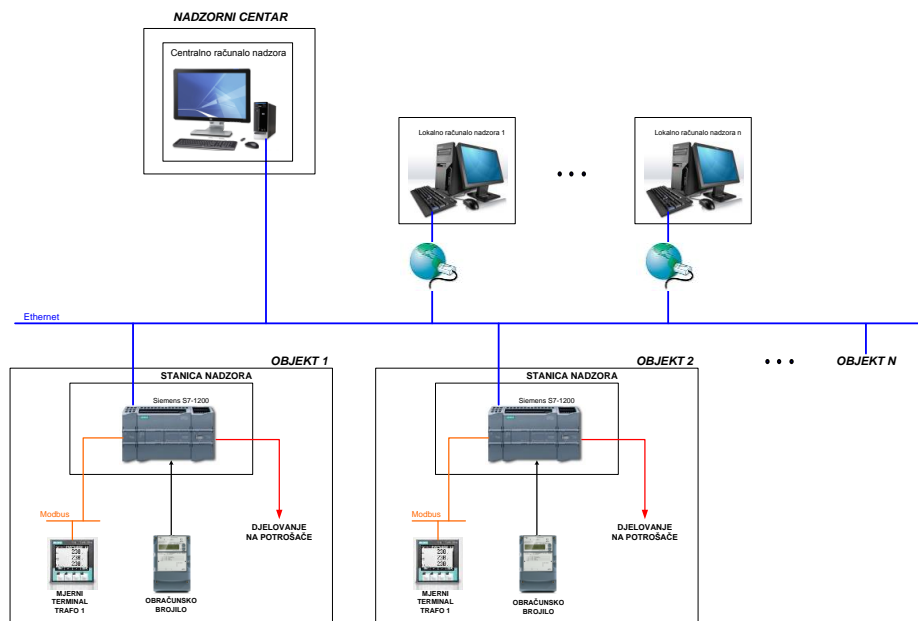 NADZORNI CENTAR
Centralno računalo nadzora
Lokalno računalo nadzora 1
• • •
Lokalno računalo nadzora n
Ethernet
OBJEKT 1
STANICA NADZORA
Siemens S7-1200
Modbus
DJELOVANJE
NA POTROŠAČE
MJERNI
TERMINAL
TRAFO 1
OBRAČUNSKO
BROJILO
OBJEKT 2
STANICA NADZORA
Siemens S7-1200
Modbus
DJELOVANJE
NA POTROŠAČE
MJERNI
TERMINAL
TRAFO 1
OBRAČUNSKO
BROJILO
• • •
OBJEKT N